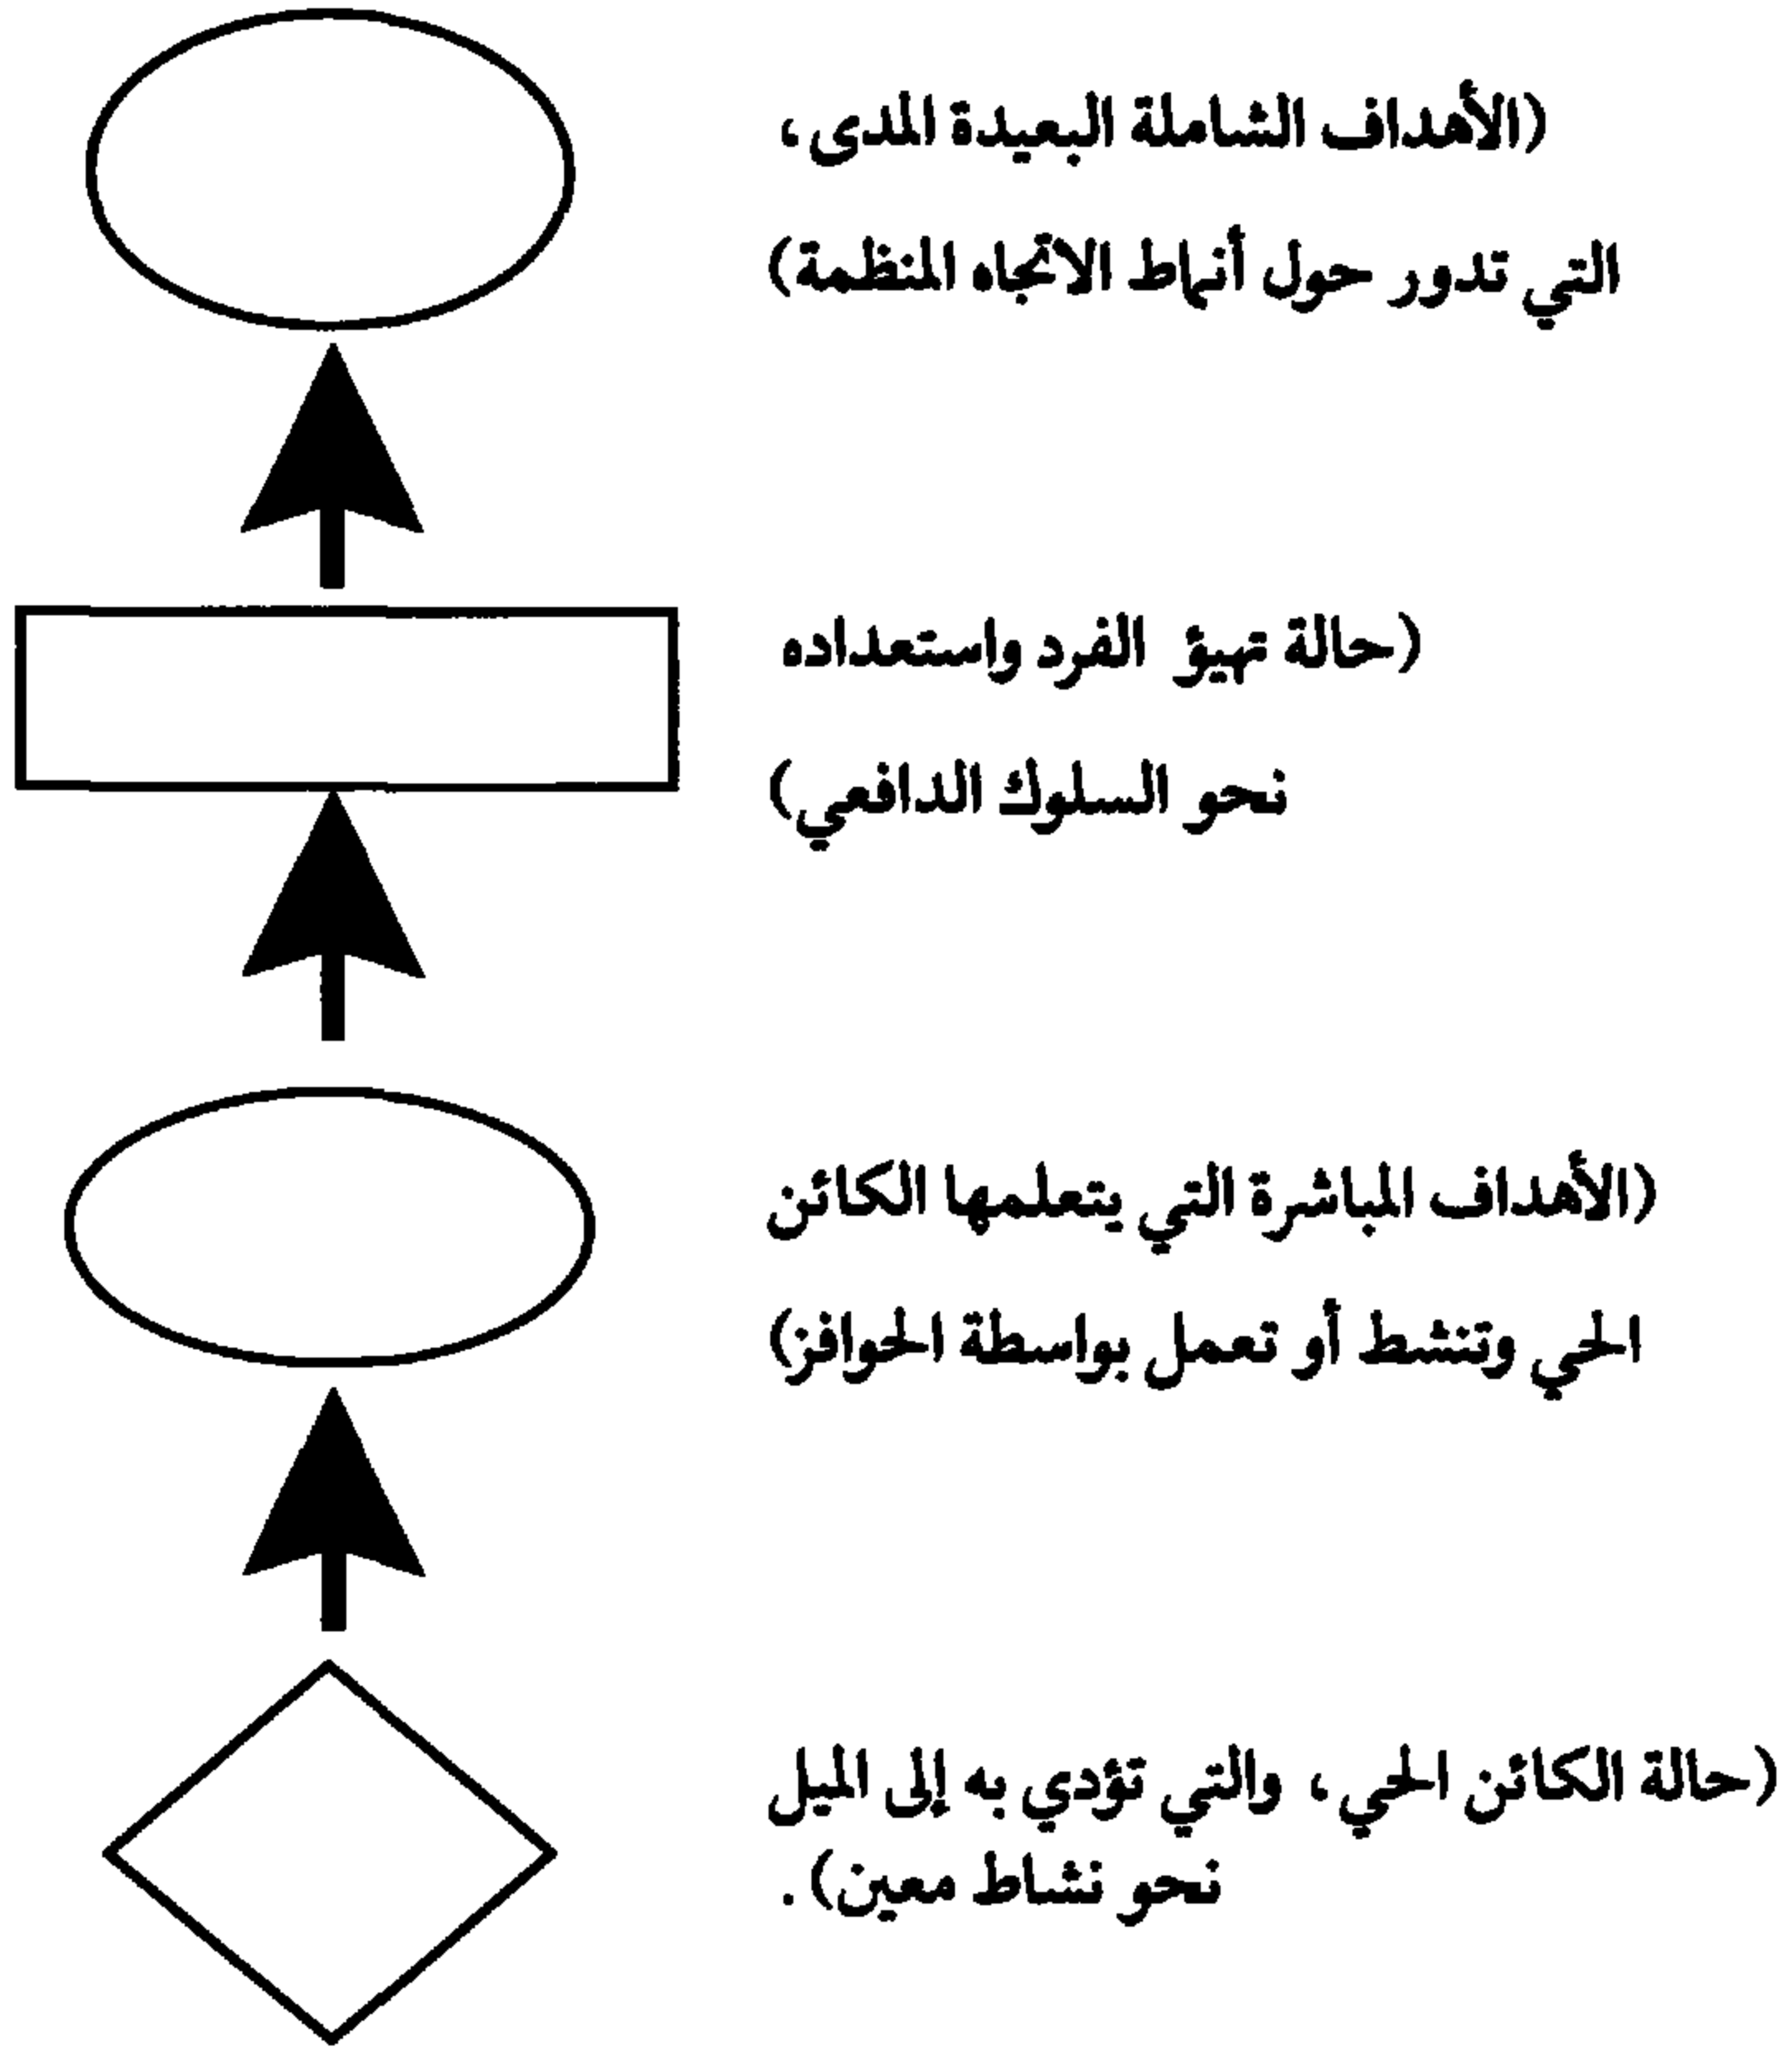 (الأهداف الشاملة البعيدة المدى ،
التي تدور حول أنماط الاتجاه المنظمة)
(حالة تهيؤ الفرد واستعداده
نحو السلوك الدافعي)
(الأهداف المباشرة التي يتعلمها الكائن
الحي وتنشط أو تعمل بواسطة الحوافز)
(حالة الكائن الحي، والتي تؤدي به إلى الميل
نحو نشاط معين) .